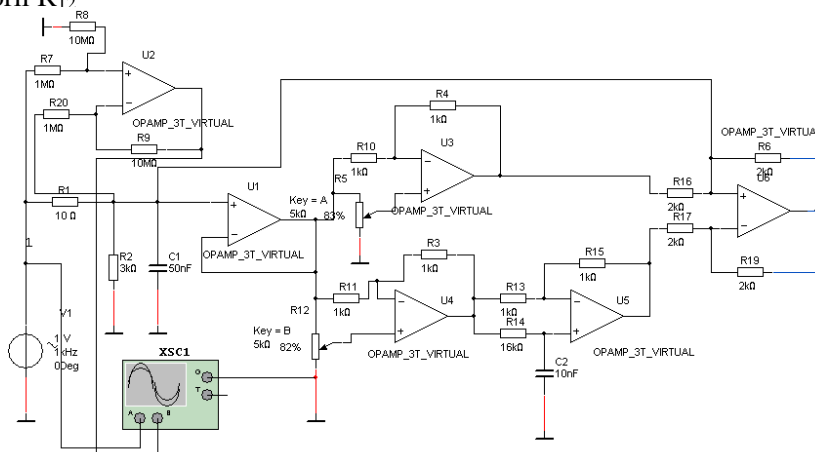 R8
10MΩ
R7
1MΩ
U2
OPAMP_3T_VIRTUAL
R20
1MΩ
R9
10MΩ
R4
1kΩ
R10
1kΩ
U3
OPAMP_3T_VIRTUAL
R6
2kΩ
U6
R1
10 Ω
U1
OPAMP_3T_VIRTUAL
Key = A
5kΩ
R5
83%
OPAMP_3T_VIRTUAL
R16
2kΩ
R17
2kΩ
R19
2kΩ
1
R2
3kΩ
C1
50nF
R3
1kΩ
R11
1kΩ
U4
OPAMP_3T_VIRTUAL
R12
Key = B
5kΩ
82%
R13
1kΩ
R15
1kΩ
R14
16kΩ
U5
OPAMP_3T_VIRTUAL
C2
10nF
V1
1 V
1kHz
0Deg
XSC1
G
T
A
B